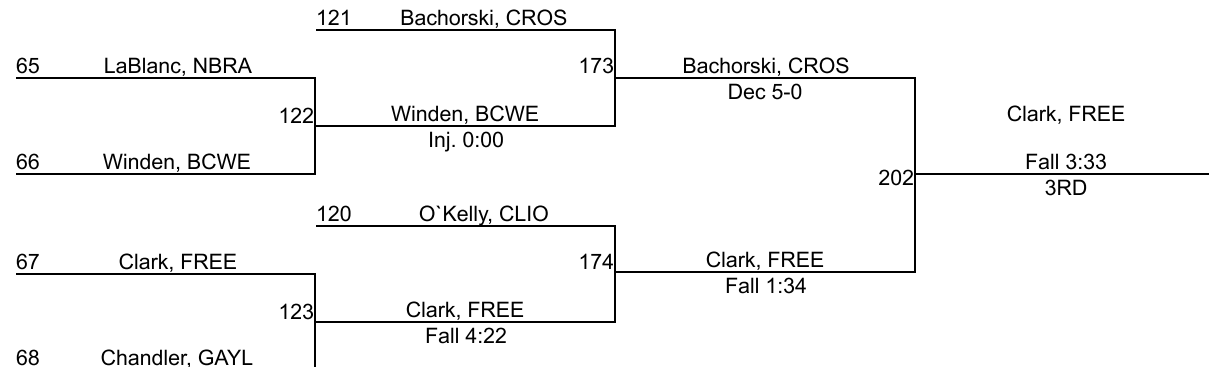 121 Bachorski, CROS
65 LaBlanc, NBRA
173 Bachorski, CROS
Dec 5-0
122 Winden, BCWE
Inj. 0:00
Clark, FREE
66 Winden, BCWE
Fall 3:33
202
3RD
120 O`Kelly, CLIO
67 Clark, FREE
174 Clark, FREE
Fall 1:34
123 Clark, FREE
Fall 4:22
68 Chandler, GAYL